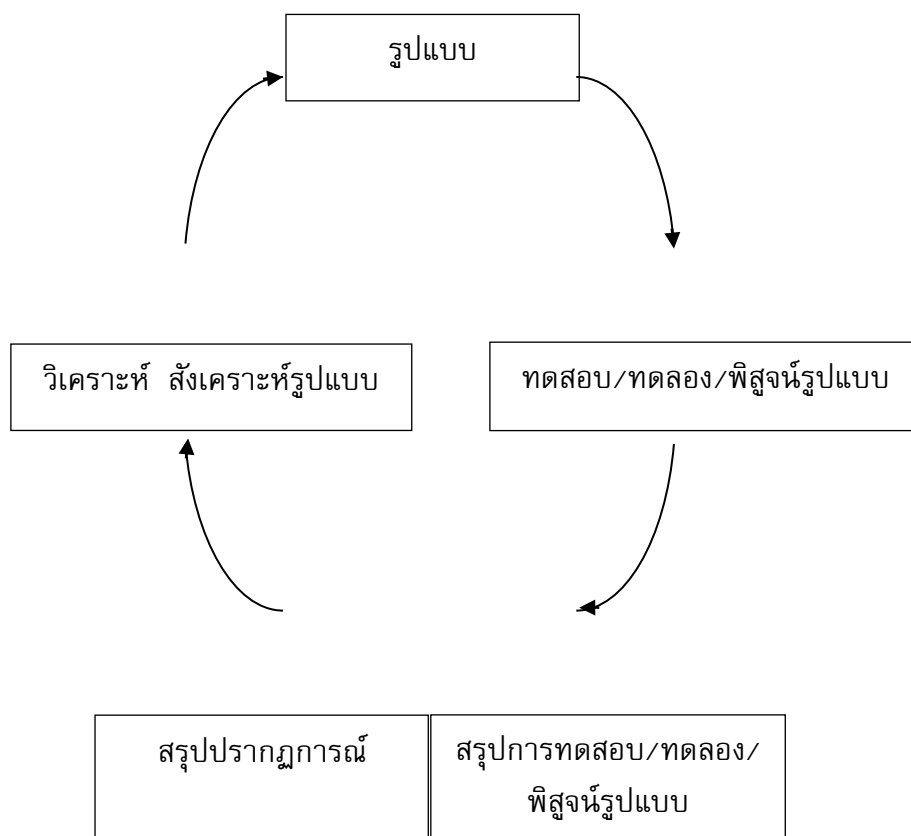 รูปแบบ
วิเคราะห์ สังเคราะห์รูปแบบ
ทดสอบ/ทดลอง/พิสูจน์รูปแบบ
สรุปปรากฏการณ์
สรุปการทดสอบ/ทดลอง/
พิสูจน์รูปแบบ